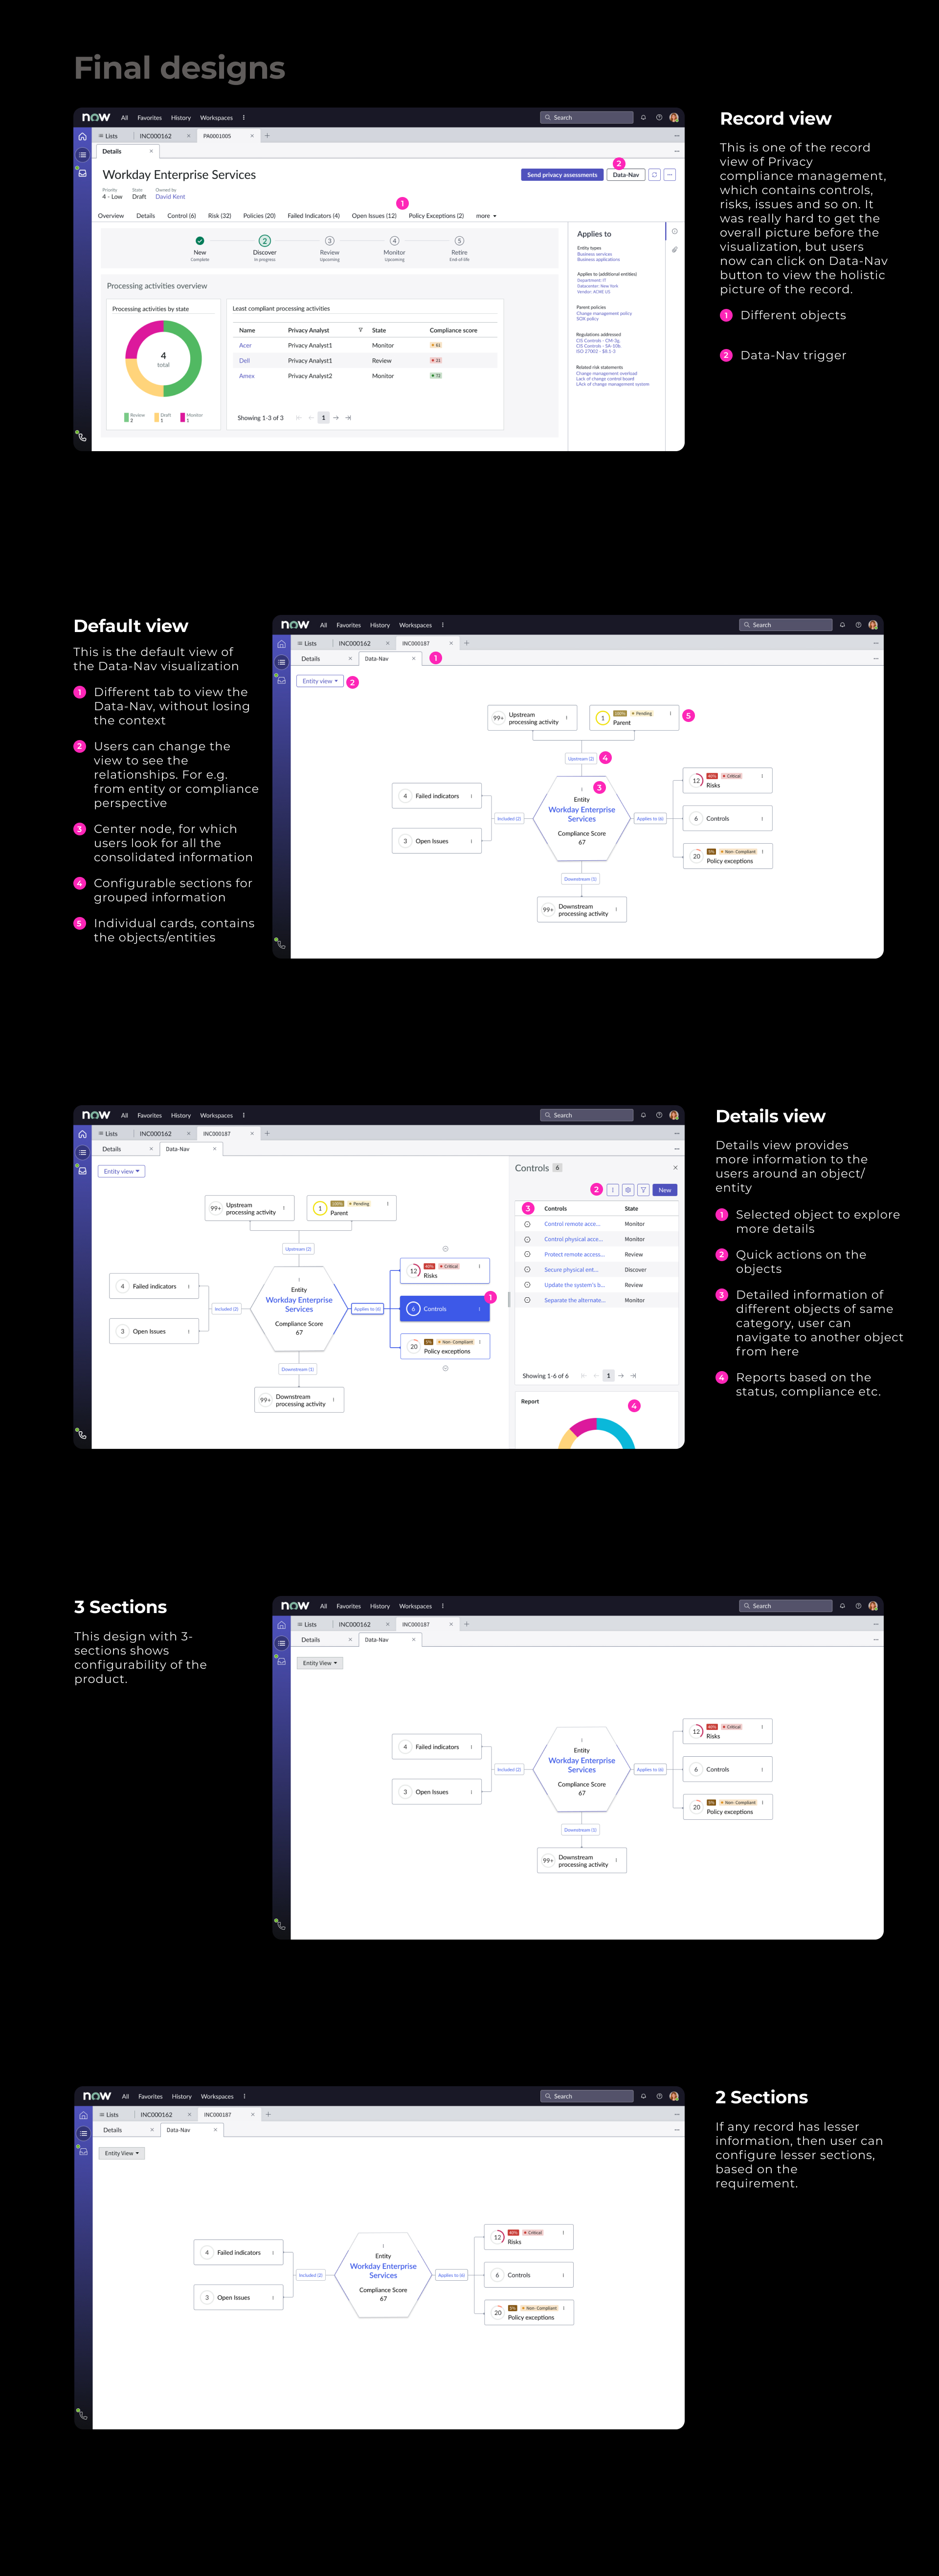 Final designs
now All Favorites History Workspaces Search
Lists INC000162 PA0001005
Details
Workday Enterprise Services
Send privacy assessments Data-Nav
2
Priority State Owned by
4 - Low Draft David Kent
1
Overview Details Control (6) Risk (32) Policies (20) Failed Indicators (4) Open Issues (12) Policy Exceptions (2) more
2 3 4 5
New Discover Review Monitor Retire
Complete In progress Upcoming Upcoming End of life
Processing activities overview
Processing activities by state
4
total
Review Draft Monitor
2 1 1
Least compliant processing activities
Name Privacy Analyst State Compliance score
Acer Privacy Analyst1 Monitor 61
Dell Privacy Analyst1 Review 31
Amex Privacy Analyst2 Monitor 72
Showing 1-3 of 3 1
Applies to
Entity types
Business services
Business applications
Applies to (additional entities)
Department: IT
Datacenter: New York
Vendor: ACME US
Parent policies
Change management policy
SOX policy
Regulations addressed
CIS Controls - CM-3g,
CIS Controls - SA-10b,
ISO 27002 - §8.1-3
Related risk statements
Change management overload
Lack of change control board
LAck of change management system
Record view
This is one of the record
view of Privacy
compliance management,
which contains controls,
risks, issues and so on. It
was really hard to get the
overall picture before the
visualization, but users
now can click on Data-Nav
button to view the holistic
picture of the record.
1 Different objects
2 Data-Nav trigger
Default view
This is the default view of
the Data-Nav visualization
1 Different tab to view the
Data-Nav, without losing
the context
2 Users can change the
view to see the
relationships. For e.g.
from entity or compliance
perspective
3 Center node, for which
users look for all the
consolidated information
4 Configurable sections for
grouped information
5 Individual cards, contains
the objects/entities
now All Favorites History Workspaces Search
Lists INC000162 INC000187
Details Data-Nav 1
Entity view 2
99+ Upstream
processing activity
1 Pending
Parent
5
Upstream (2) 4
3
4 Failed indicators
3 Open Issues
Included (2)
Entity
Workday Enterprise
Services
Compliance Score
67
Applies to (6)
12 40% Critical
Risks
6 Controls
20 5% Non- Compliant
Policy exceptions
Downstream (1)
99+ Downstream
processing activity
now All Favorites History Workspaces Search
Lists INC000162 INC000187
Details Data-Nav
Entity view
99+ Upstream
processing activity
1 Pending
Parent
Upstream (2)
4 Failed indicators
3 Open Issues
Included (2)
Entity
Workday Enterprise
Services
Compliance Score
67
Applies to (6)
12 40% Critical
Risks
1
6 Controls
20 5% Non- Compliant
Policy exceptions
Downstream (1)
99+ Downstream
processing activity
Controls 6
2 New
3 Controls State
Control remote acce... Monitor
Control physical acce... Monitor
Protect remote access... Review
Secure physical ent... Discover
Update the system's b... Review
Separate the alternate... Monitor
Showing 1-6 of 6 1
Report 4
Details view
Details view provides
more information to the
users around an object/
entity
1 Selected object to explore
more details
2 Quick actions on the
objects
3 Detailed information of
different objects of same
category, user can
navigate to another object
from here
4 Reports based on the
status, compliance etc.
3 Sections
This design with 3-
sections shows
configurability of the
product.
now All Favorites History Workspaces Search
Lists INC000162 INC000187
Details Data-Nav
Entity View
4 Failed indicators
3 Open Issues
Included (2)
Entity
Workday Enterprise
Services
Compliance Score
67
Applies to (6)
12 40% Critical
Risks
6 Controls
20 5% Non- Compliant
Policy exceptions
Downstream (1)
99+ Downstream
processing activity
now All Favorites History Workspaces Search
Lists INC000162 INC000187
Details Data-Nav
Entity View
4 Failed indicators
3 Open Issues
Included (2)
Entity
Workday Enterprise
Services
Compliance Score
67
Applies to (6)
12 40% Critical
Risks
6 Controls
20 5% Non- Compliant
Policy exceptions
2 Sections
If any record has lesser
information, then user can
configure lesser sections,
based on the
requirement.